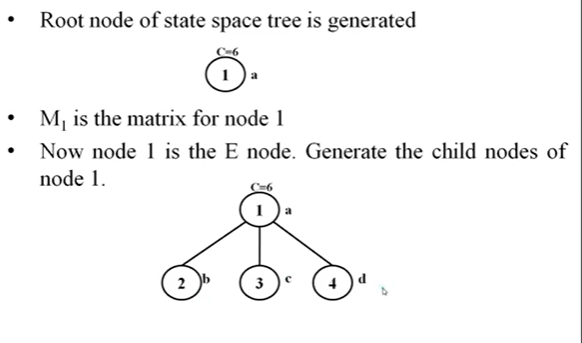 • Root node of state space tree is generated
C=6
1 a
• M₁ is the matrix for node 1
• Now node 1 is the E node. Generate the child nodes of
node 1.
C=6
1 a
2 b 3 c 4 d